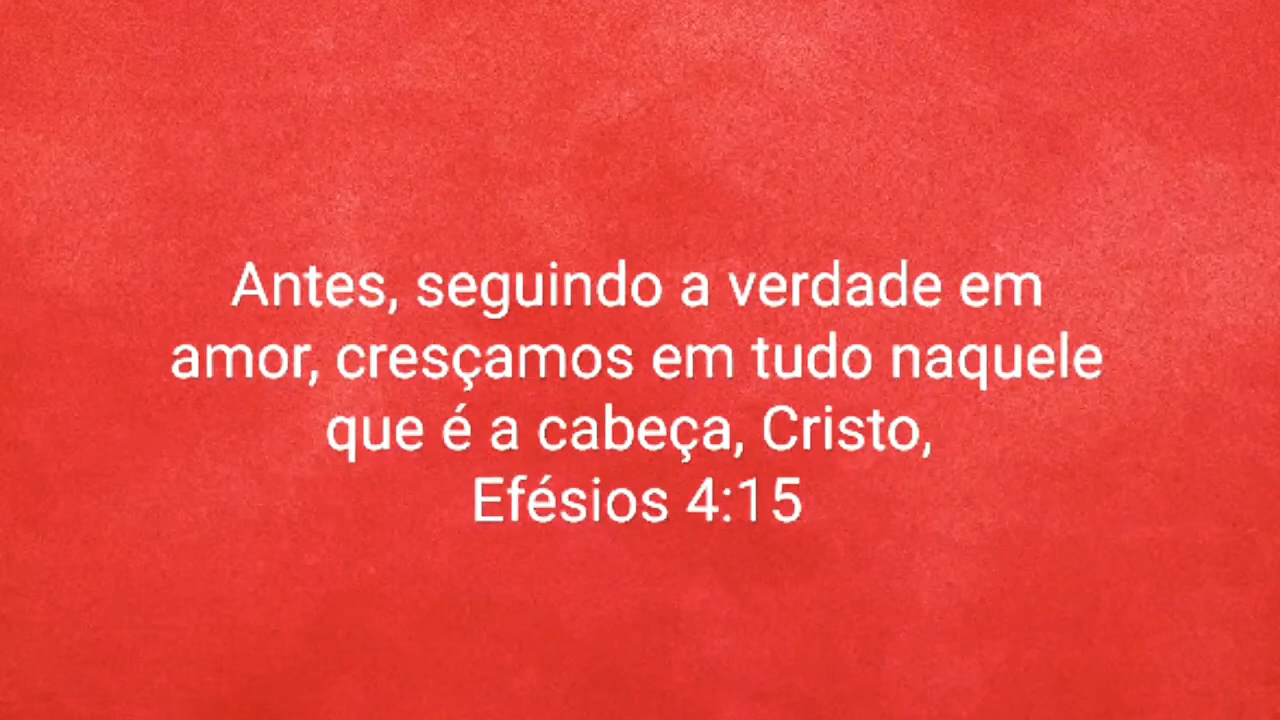 Antes, seguindo a verdade em
amor, cresçamos em tudo naquele
que é a cabeça, Cristo,
Efésios 4:15